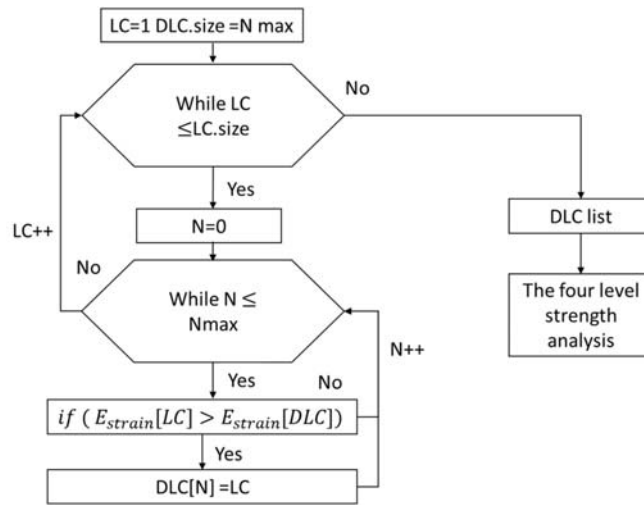 LC=1 DLC.size =N max
No
While LC
≤LC.size
Yes
N=0
DLC list
LC++
No
While N ≤
Nmax
The four level
strength
analysis
N++
Yes
No
if ( E_strain[LC] > E_strain[DLC])
Yes
DLC[N] =LC